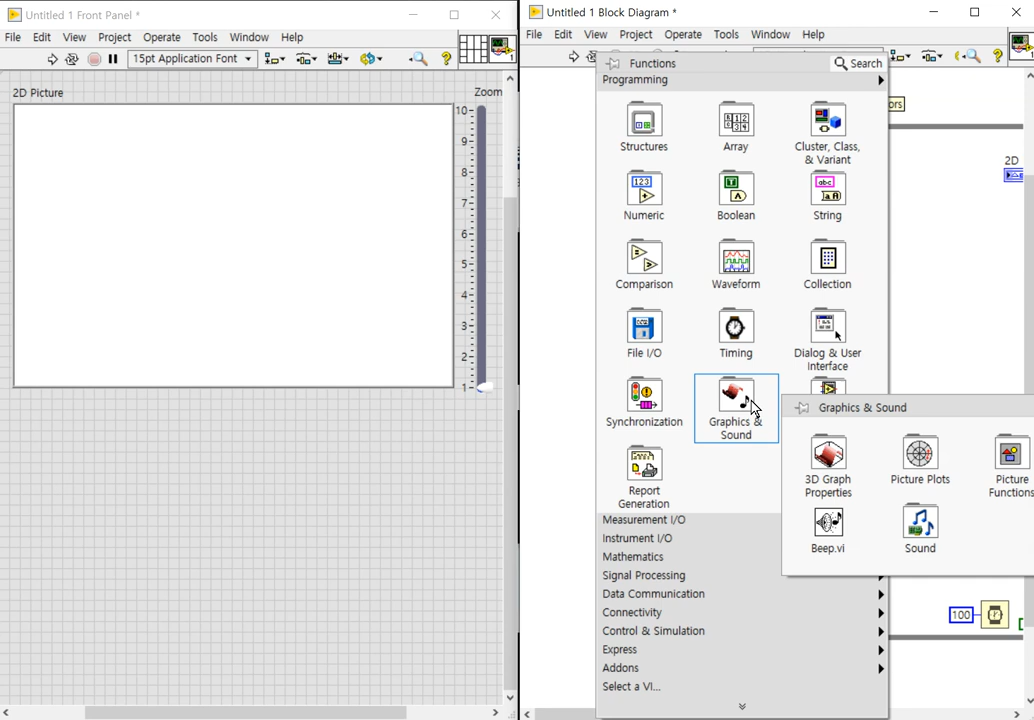 Untitled 1 Front Panel *
File Edit View Project Operate Tools Window Help
15pt Application Font
2D Picture
Zoom
10
9
8
7
6
5
4
3
2
1
Untitled 1 Block Diagram *
File Edit View Project Operate Tools Window Help
Functions
Search
Programming
Structures
Array
Cluster, Class,
& Variant
Numeric
Boolean
String
Comparison
Waveform
Collection
File I/O
Timing
Dialog & User
Interface
Synchronization
Graphics &
Sound
Report
Generation
Measurement I/O
Instrument I/O
Mathematics
Signal Processing
Data Communication
Connectivity
Control & Simulation
Express
Addons
Select a VI...
Graphics & Sound
3D Graph
Properties
Picture Plots
Picture
Functions
Beep.vi
Sound
ors
2D
100